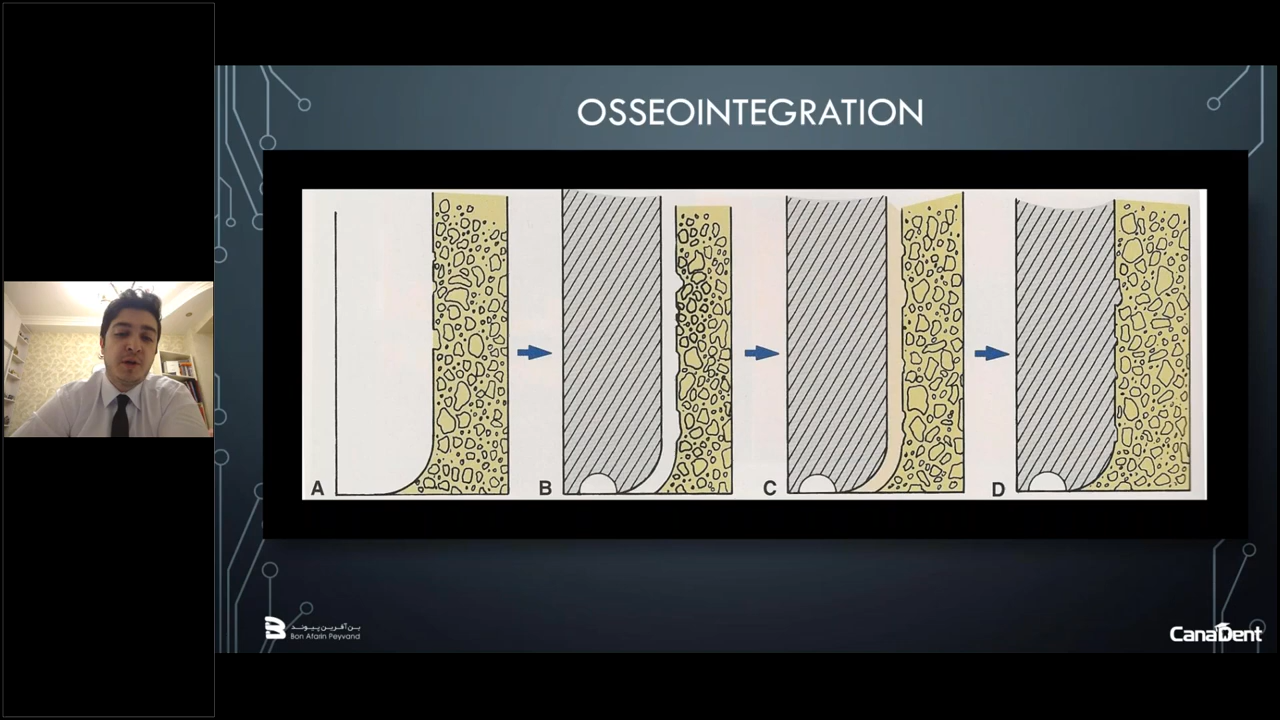 OSSEOINTEGRATION
A
B
C
D
بن آفرین پیوند
Bon Afarin Peyvand
CanaDent